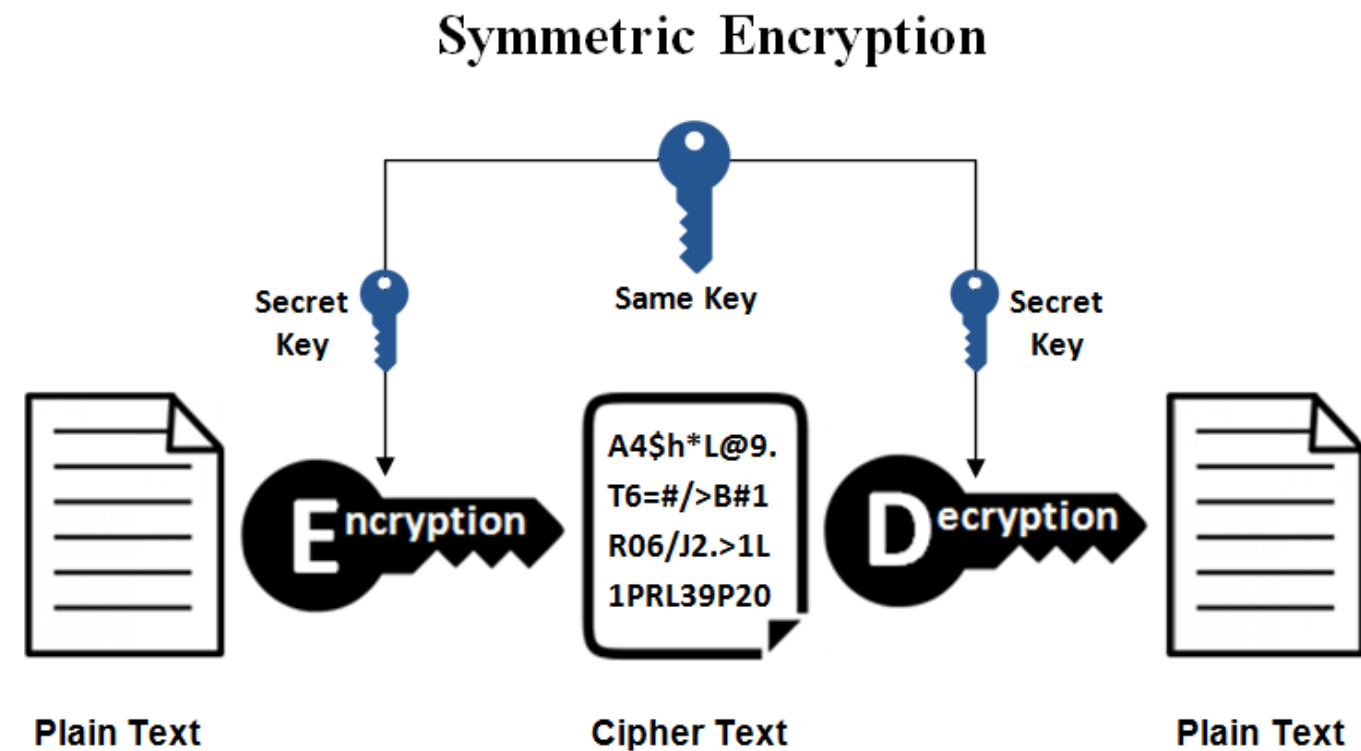 Symmetric Encryption
Same Key
Secret
Key
Secret
Key
Encryption
A4$h*L@9.
T6=#/>B#1
R06/J2.>1L
1PRL39P20
Decryption
Plain Text
Cipher Text
Plain Text